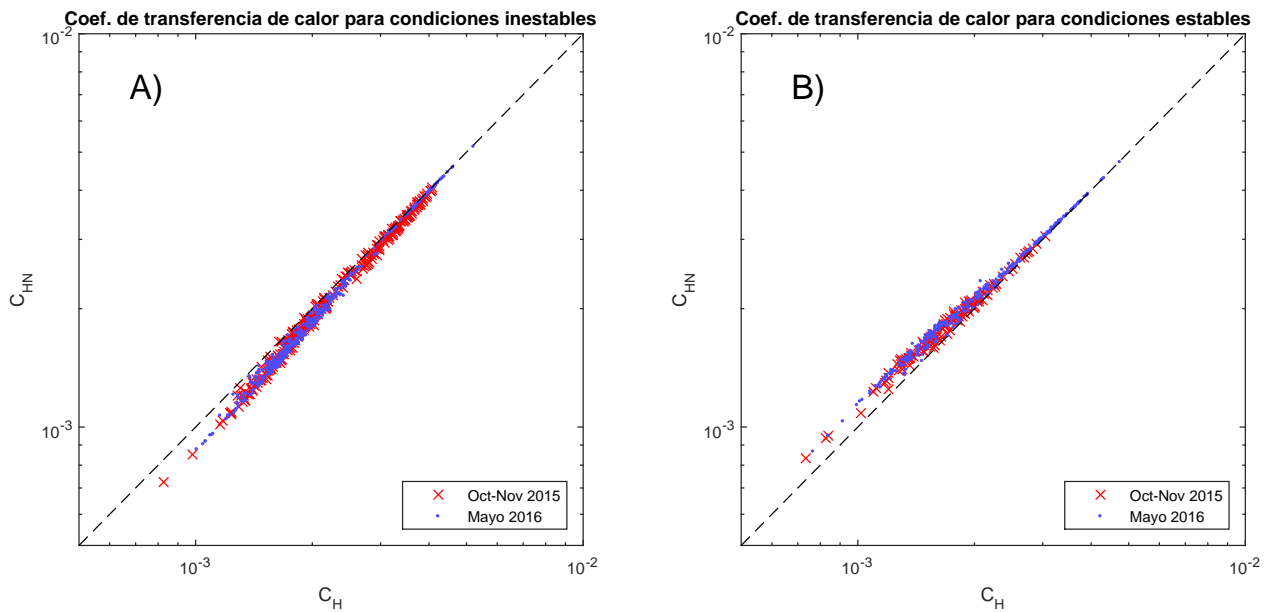 Coef. de transferencia de calor para condiciones inestables
A)
10^-2
10^-3
C_HN
10^-3
10^-2
C_H
Oct-Nov 2015
Mayo 2016
Coef. de transferencia de calor para condiciones estables
B)
10^-2
10^-3
C_HN
10^-3
10^-2
C_H
Oct-Nov 2015
Mayo 2016